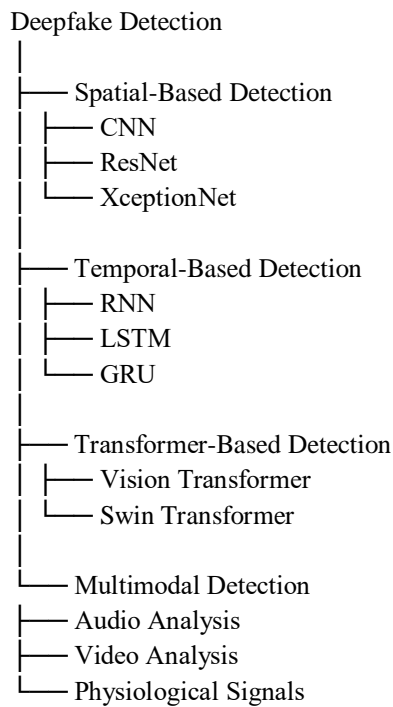 Deepfake Detection
Spatial-Based Detection
CNN
ResNet
XceptionNet
Temporal-Based Detection
RNN
LSTM
GRU
Transformer-Based Detection
Vision Transformer
Swin Transformer
Multimodal Detection
Audio Analysis
Video Analysis
Physiological Signals